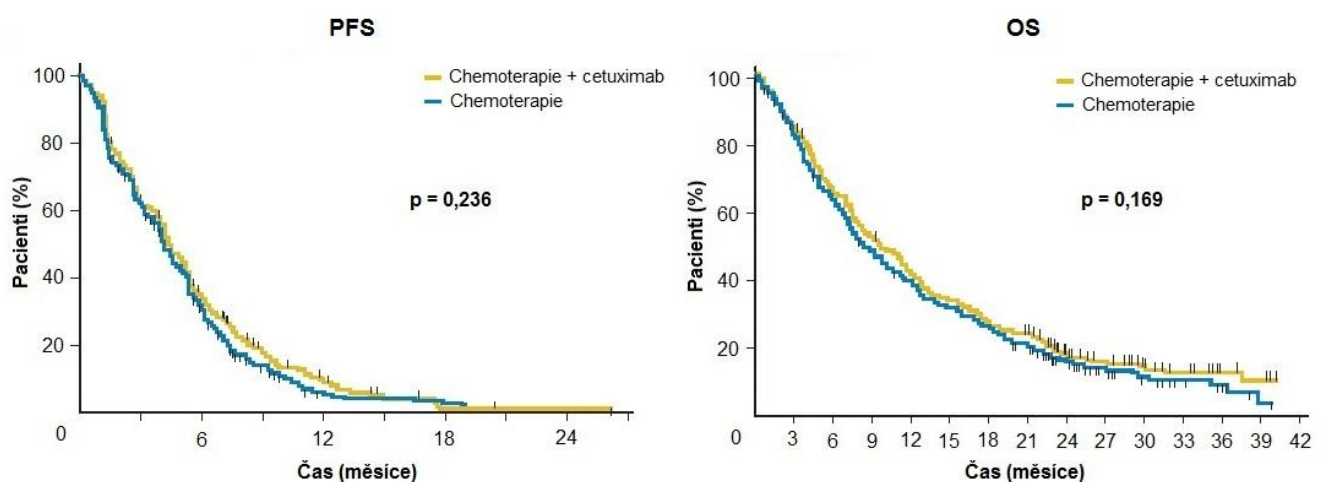 PFS
100
80
60
40
20
0
6
12
18
24
Pacienti (%)
Čas (měsíce)
Chemoterapie + cetuximab
Chemoterapie
p = 0,236
OS
100
80
60
40
20
0
3
6
9
12
15
18
21
24
27
30
33
36
39
42
Pacienti (%)
Čas (měsíce)
Chemoterapie + cetuximab
Chemoterapie
p = 0,169